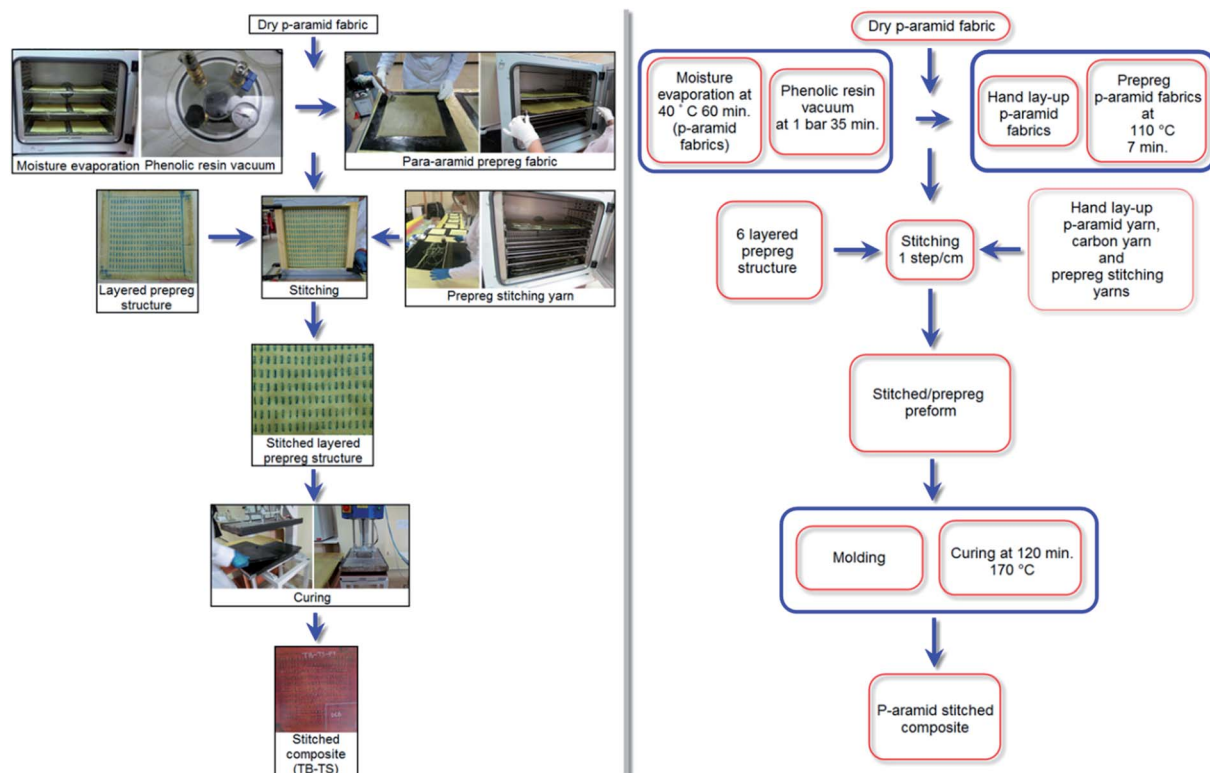 Dry p-aramid fabric
Moisture evaporation
Phenolic resin vacuum
Para-aramid prepreg fabric
Layered prepreg
structure
Stitching
Prepreg stitching yarn
Stitched layered
prepreg structure
Curing
Stitched
composite
(TB-TS)
Dry p-aramid fabric
Moisture
evaporation at
40 ˚ C 60 min.
(p-aramid
fabrics)
Phenolic resin
vacuum
at 1 bar 35 min.
Hand lay-up
p-aramid
fabrics
Prepreg
p-aramid fabrics
at
110 °C
7 min.
6 layered
prepreg
structure
Stitching
1 step/cm
Hand lay-up
p-aramid yarn,
carbon yarn
and
prepreg stitching
yarns
Stitched/prepreg
preform
Molding
Curing at 120 min.
170 °C
P-aramid stitched
composite